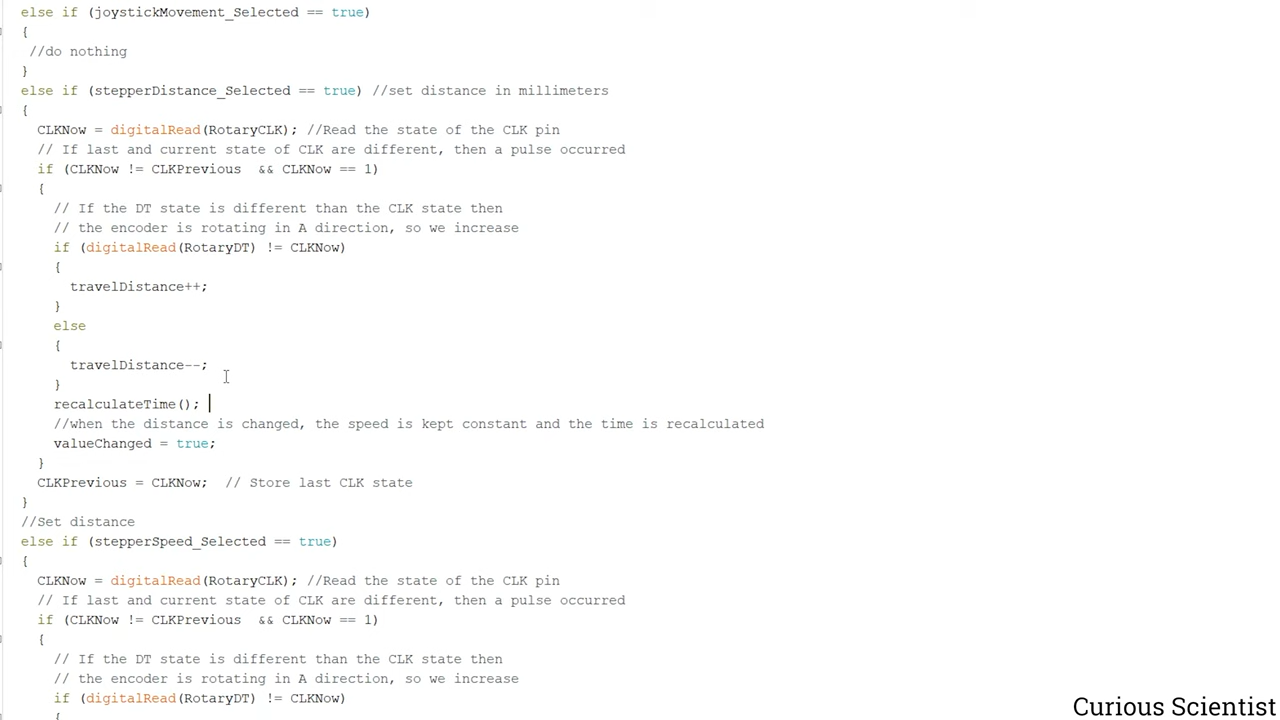 else if (joystickMovement_Selected == true)
{
//do nothing
}
else if (stepperDistance_Selected == true) //set distance in millimeters
{
CLKNow = digitalRead(RotaryCLK); //Read the state of the CLK pin
// If last and current state of CLK are different, then a pulse occurred
if (CLKNow != CLKPrevious  && CLKNow == 1)
{
// If the DT state is different than the CLK state then
// the encoder is rotating in A direction, so we increase
if (digitalRead(RotaryDT) != CLKNow)
{
travelDistance++;
}
else
{
travelDistance--;
}
recalculateTime();
//when the distance is changed, the speed is kept constant and the time is recalculated
valueChanged = true;
}
CLKPrevious = CLKNow;  // Store last CLK state
}
//Set distance
else if (stepperSpeed_Selected == true)
{
CLKNow = digitalRead(RotaryCLK); //Read the state of the CLK pin
// If last and current state of CLK are different, then a pulse occurred
if (CLKNow != CLKPrevious  && CLKNow == 1)
{
// If the DT state is different than the CLK state then
// the encoder is rotating in A direction, so we increase
if (digitalRead(RotaryDT) != CLKNow)
{
Curious Scientist